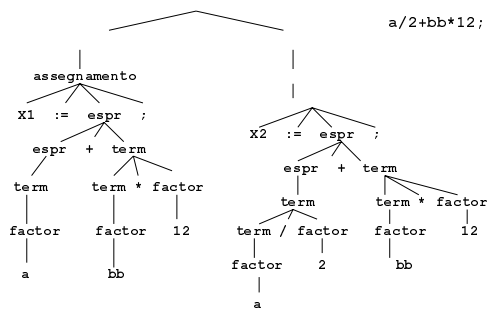 a/2+bb*12;
assegnamento
X1 := espr ;
X2 := espr ;
espr + term
espr + term
term term * factor
term term * factor
factor factor 12
term / factor factor 12
a bb
factor 2 bb
a